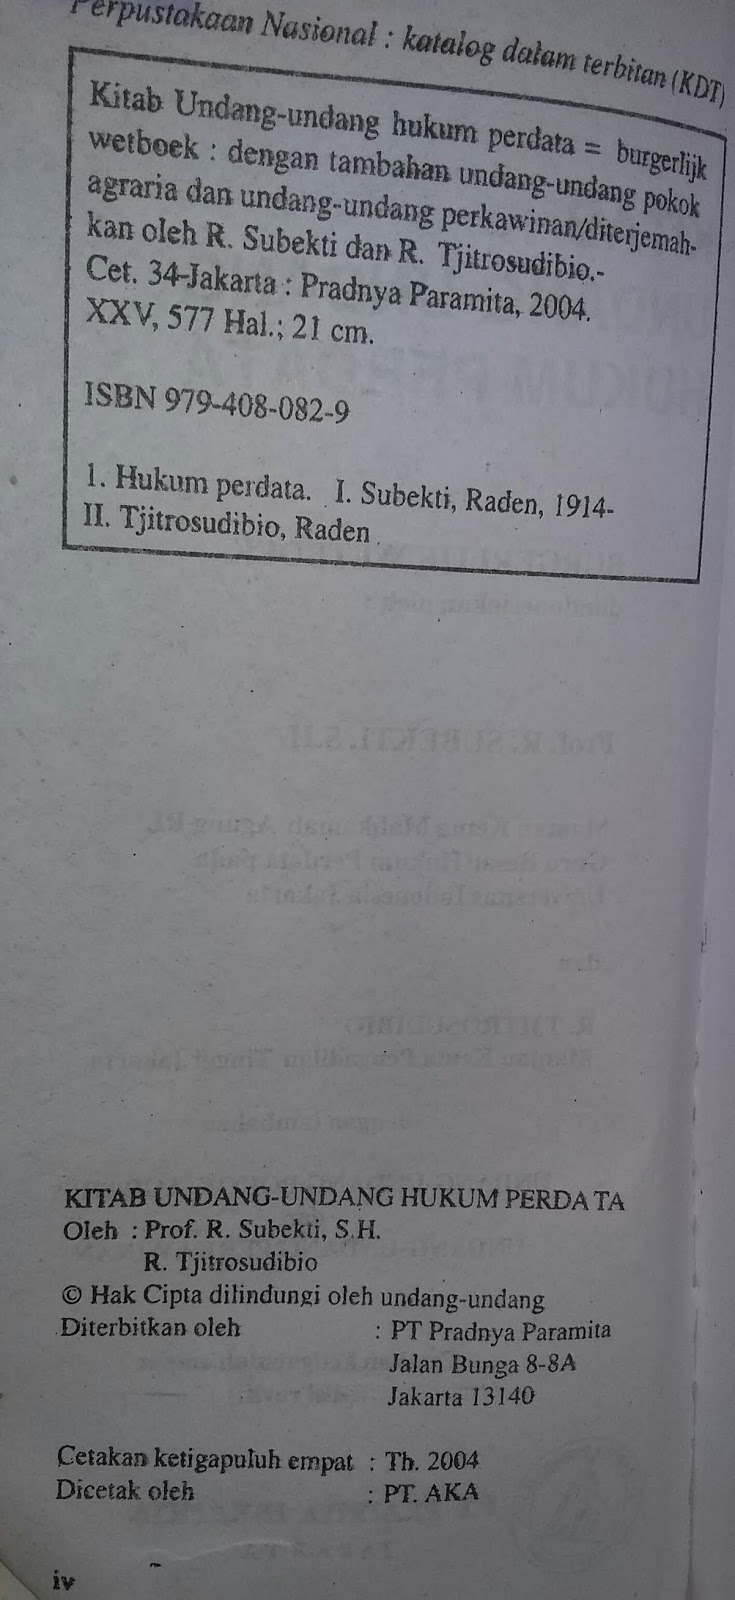 Perpustakaan Nasional : katalog dalam terbitan (KDT)
Kitab Undang-undang hukum perdata = burgerlijk
wetboek : dengan tambahan undang-undang pokok
agraria dan undang-undang perkawinan/diterjemah-
kan oleh R. Subekti dan R. Tjitrosudibio.-
Cet. 34-Jakarta : Pradnya Paramita, 2004.
XXV, 577 Hal.; 21 cm.
ISBN 979-408-082-9
1. Hukum perdata. I. Subekti, Raden, 1914-
II. Tjitrosudibio, Raden
KITAB UNDANG-UNDANG HUKUM PERDATA
Oleh : Prof. R. Subekti, S.H.
R. Tjitrosudibio
© Hak Cipta dilindungi oleh undang-undang
Diterbitkan oleh : PT Pradnya Paramita
Jalan Bunga 8-8A
Jakarta 13140
Cetakan ketigapuluh empat : Th. 2004
Dicetak oleh : PT. AKA
iv